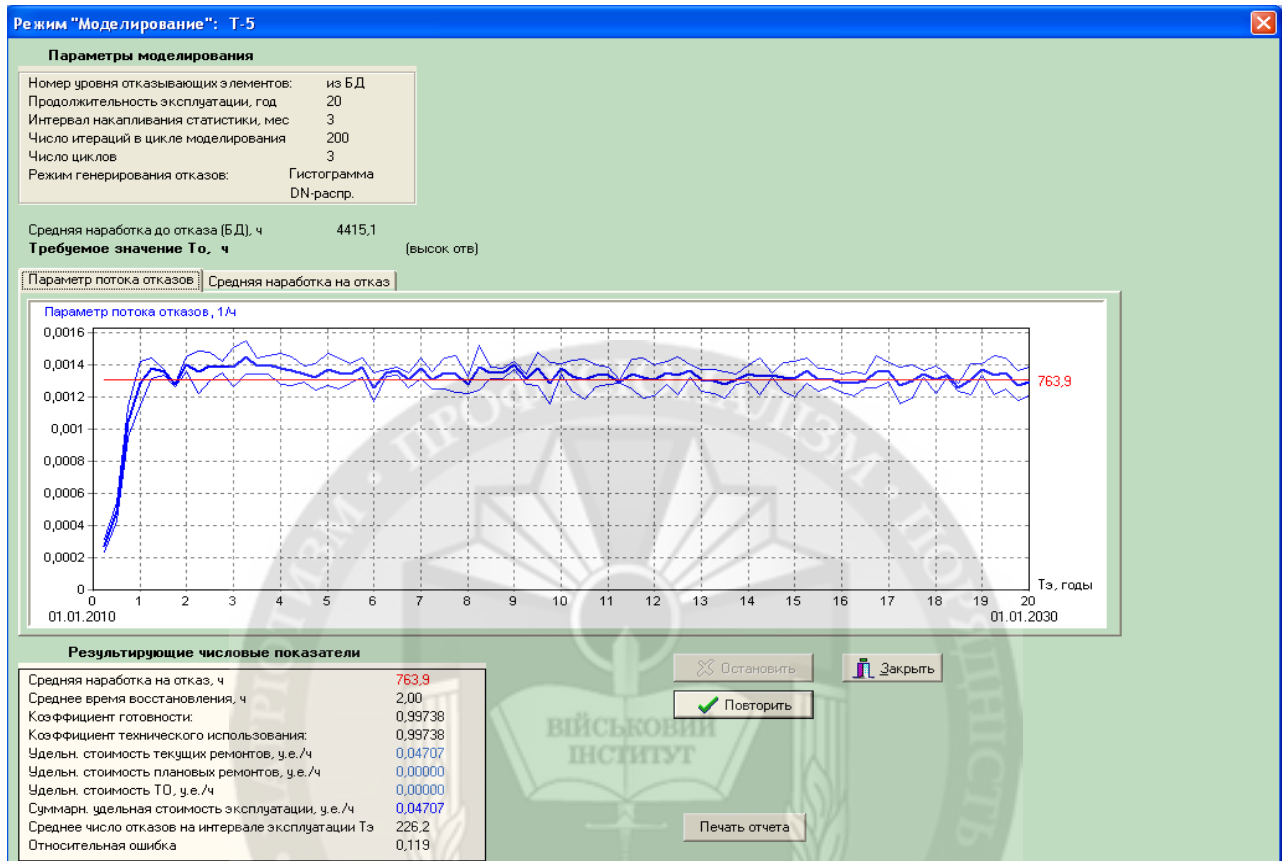 Режим "Моделирование": Т-5
Параметры моделирования
Номер уровня отказывающих элементов: из БД
Продолжительность эксплуатации, год 20
Интервал накапливания статистики, мес 3
Число итераций в цикле моделирования 200
Число циклов 3
Режим генерирования отказов: Гистограмма
DN-распр.
Средняя наработка до отказа (БД), ч 4415,1
Требуемое значение То, ч (высок отв)
Параметр потока отказов Средняя наработка на отказ
Параметр потока отказов, 1/ч
0,0016
0,0014
763,9
0,0012
0,001
0,0008
0,0006
0,0004
0,0002
0
Тэ, годы
0 1 2 3 4 5 6 7 8 9 10 11 12 13 14 15 16 17 18 19 20
01.01.2010 01.01.2030
Результирующие числовые показатели
Средняя наработка на отказ, ч 763,9
Среднее время восстановления, ч 2,00
Коэффициент готовности: 0,99738
Коэффициент технического использования: 0,99738
Удельн. стоимость текущих ремонтов, у.е./ч 0,04707
Удельн. стоимость плановых ремонтов, у.е./ч 0,00000
Удельн. стоимость ТО, у.е./ч 0,00000
Суммарн. удельная стоимость эксплуатации, у.е./ч 0,04707
Среднее число отказов на интервале эксплуатации Тэ 226,2
Относительная ошибка 0,119
Остановить
Закрыть
Повторить
Печать отчета
ПАТРІОТИЗМ • ПРОФЕСІОНАЛІЗМ • ПОРЯДНІСТЬ
ВІЙСЬКОВИЙ
ІНСТИТУТ